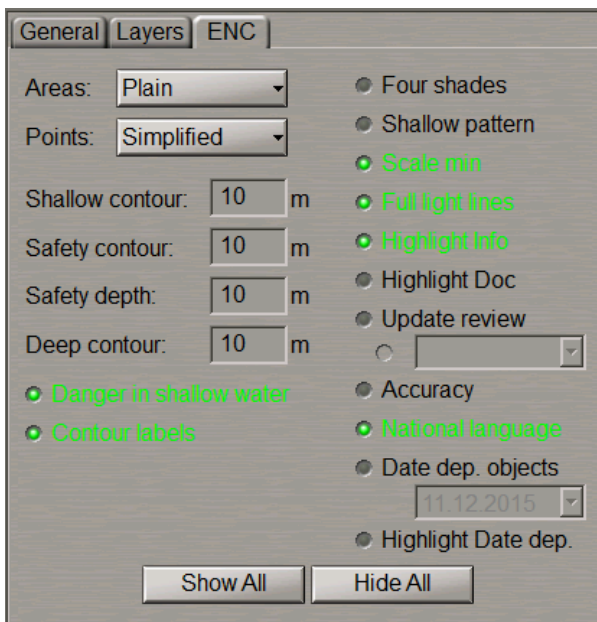 General Layers ENC
Areas: Plain
Points: Simplified
Shallow contour: 10 m
Safety contour: 10 m
Safety depth: 10 m
Deep contour: 10 m
Danger in shallow water
Contour labels
Four shades
Shallow pattern
Scale min
Full light lines
Highlight Info
Highlight Doc
Update review
Accuracy
National language
Date dep. objects
11.12.2015
Highlight Date dep.
Show All Hide All